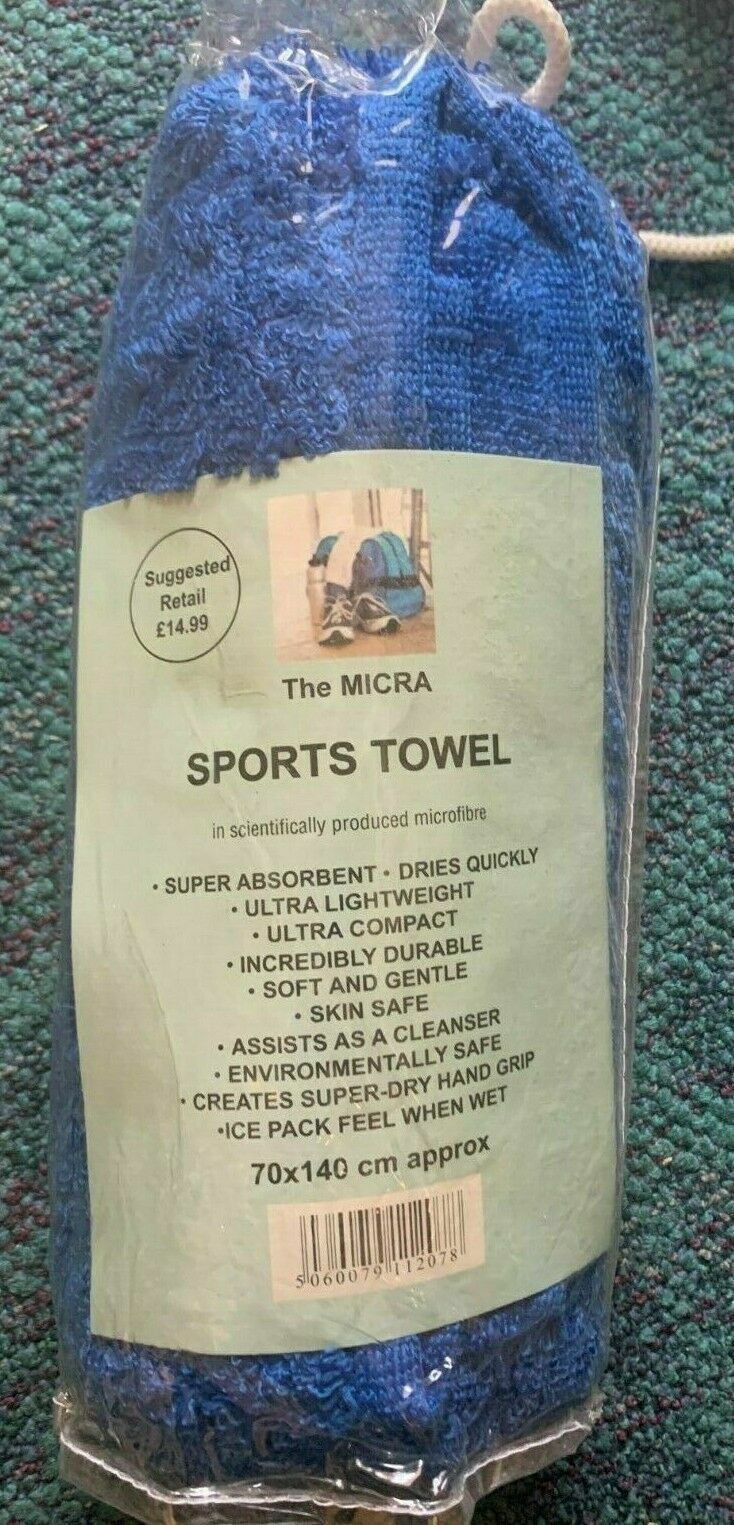 Suggested
Retail
£14.99
The MICRA
SPORTS TOWEL
in scientifically produced microfibre
• SUPER ABSORBENT • DRIES QUICKLY
• ULTRA LIGHTWEIGHT
• ULTRA COMPACT
• INCREDIBLY DURABLE
• SOFT AND GENTLE
• SKIN SAFE
• ASSISTS AS A CLEANSER
• ENVIRONMENTALLY SAFE
• CREATES SUPER-DRY HAND GRIP
•ICE PACK FEEL WHEN WET
70x140 cm approx
5 060079 112078